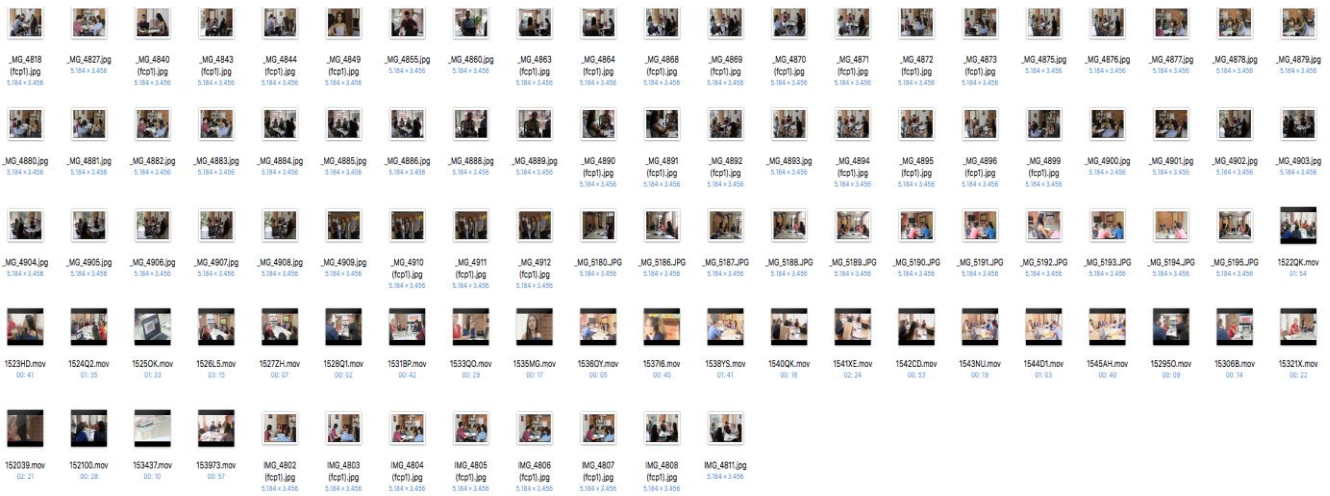 _MG_4818 _MG_4827.jpg _MG_4840 _MG_4843 _MG_4844 _MG_4849 _MG_4855.jpg _MG_4860.jpg _MG_4863 _MG_4864 _MG_4868 _MG_4869 _MG_4870 _MG_4871 _MG_4872 _MG_4873 _MG_4875.jpg _MG_4876.jpg _MG_4877.jpg _MG_4878.jpg _MG_4879.jpg
(fcp1).jpg 5.184 × 3.456 (fcp1).jpg (fcp1).jpg (fcp1).jpg (fcp1).jpg 5.184 × 3.456 5.184 × 3.456 (fcp1).jpg (fcp1).jpg (fcp1).jpg (fcp1).jpg (fcp1).jpg (fcp1).jpg (fcp1).jpg (fcp1).jpg 5.184 × 3.456 5.184 × 3.456 5.184 × 3.456 5.184 × 3.456 5.184 × 3.456
5.184 × 3.456 5.184 × 3.456 5.184 × 3.456 5.184 × 3.456 5.184 × 3.456 5.184 × 3.456 5.184 × 3.456 5.184 × 3.456 5.184 × 3.456 5.184 × 3.456 5.184 × 3.456 5.184 × 3.456 5.184 × 3.456
_MG_4880.jpg _MG_4881.jpg _MG_4882.jpg _MG_4883.jpg _MG_4884.jpg _MG_4885.jpg _MG_4886.jpg _MG_4888.jpg _MG_4889.jpg _MG_4890 _MG_4891 _MG_4892 _MG_4893.jpg _MG_4894 _MG_4895 _MG_4896 _MG_4899 _MG_4900.jpg _MG_4901.jpg _MG_4902.jpg _MG_4903.jpg
5.184 × 3.456 5.184 × 3.456 5.184 × 3.456 5.184 × 3.456 5.184 × 3.456 5.184 × 3.456 5.184 × 3.456 5.184 × 3.456 5.184 × 3.456 (fcp1).jpg (fcp1).jpg (fcp1).jpg 5.184 × 3.456 (fcp1).jpg (fcp1).jpg (fcp1).jpg (fcp1).jpg 5.184 × 3.456 5.184 × 3.456 5.184 × 3.456 5.184 × 3.456
5.184 × 3.456 5.184 × 3.456 5.184 × 3.456 5.184 × 3.456 5.184 × 3.456 5.184 × 3.456 5.184 × 3.456
_MG_4904.jpg _MG_4905.jpg _MG_4906.jpg _MG_4907.jpg _MG_4908.jpg _MG_4909.jpg _MG_4910 _MG_4911 _MG_4912 _MG_5180.JPG _MG_5186.JPG _MG_5187.JPG _MG_5188.JPG _MG_5189.JPG _MG_5190.JPG _MG_5191.JPG _MG_5192.JPG _MG_5193.JPG _MG_5194.JPG _MG_5195.JPG 1522QK.mov
5.184 × 3.456 5.184 × 3.456 5.184 × 3.456 5.184 × 3.456 5.184 × 3.456 5.184 × 3.456 (fcp1).jpg (fcp1).jpg (fcp1).jpg 5.184 × 3.456 5.184 × 3.456 5.184 × 3.456 5.184 × 3.456 5.184 × 3.456 5.184 × 3.456 5.184 × 3.456 5.184 × 3.456 5.184 × 3.456 5.184 × 3.456 5.184 × 3.456 01: 54
5.184 × 3.456 5.184 × 3.456 5.184 × 3.456
1523HD.mov 1524Q2.mov 1525OK.mov 1526L5.mov 1527ZH.mov 1528Q1.mov 1531BP.mov 1533QO.mov 1535MG.mov 1536OY.mov 1537I6.mov 1538YS.mov 1540QK.mov 1541XE.mov 1542CD.mov 1543NU.mov 1544D1.mov 1545AH.mov 15295O.mov 15306B.mov 15321X.mov
00: 41 01: 35 01: 33 03: 15 00: 07 00: 02 00: 42 00: 29 00: 17 00: 05 00: 45 01: 41 00: 18 02: 24 00: 53 00: 19 01: 03 00: 40 00: 09 00: 14 00: 22
152039.mov 152100.mov 153437.mov 153973.mov IMG_4802 IMG_4803 IMG_4804 IMG_4805 IMG_4806 IMG_4807 IMG_4808 IMG_4811.jpg
02: 21 00: 28 00: 10 00: 57 (fcp1).jpg (fcp1).jpg (fcp1).jpg (fcp1).jpg (fcp1).jpg (fcp1).jpg (fcp1).jpg 5.184 × 3.456
5.184 × 3.456 5.184 × 3.456 5.184 × 3.456 5.184 × 3.456 5.184 × 3.456 5.184 × 3.456 5.184 × 3.456